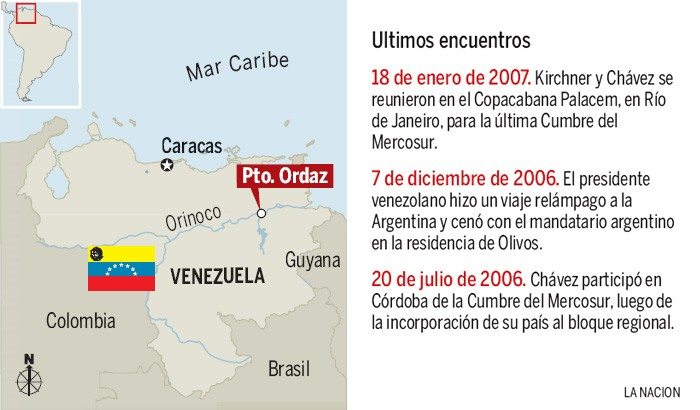 Mar Caribe
Caracas
Pto. Ordaz
Orinoco
Guyana
VENEZUELA
Colombia
N
Brasil
Ultimos encuentros
18 de enero de 2007. Kirchner y Chávez se
reunieron en el Copacabana Palacem, en Río
de Janeiro, para la última Cumbre del
Mercosur.
7 de diciembre de 2006. El presidente
venezolano hizo un viaje relámpago a la
Argentina y cenó con el mandatario argentino
en la residencia de Olivos.
20 de julio de 2006. Chávez participó en
Córdoba de la Cumbre del Mercosur, luego de
la incorporación de su país al bloque regional.
LA NACION